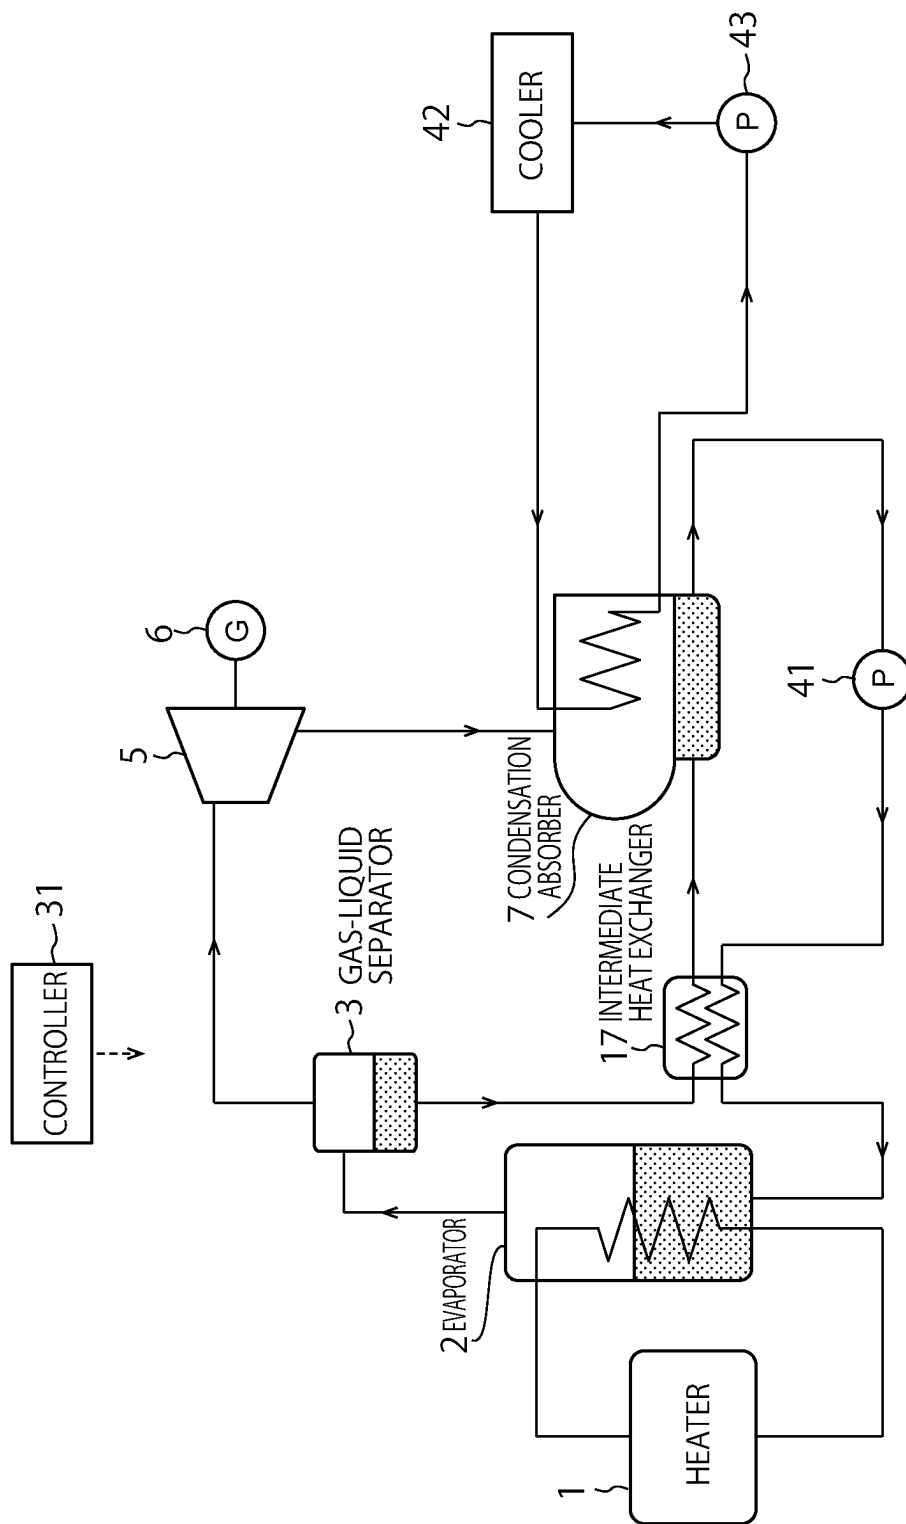 CONTROLLER
31
5
6
G
3 GAS-LIQUID
SEPARATOR
42
COOLER
43
P
7 CONDENSATION
ABSORBER
2 EVAPORATOR
17 INTERMEDIATE
HEAT EXCHANGER
41
P
1
HEATER